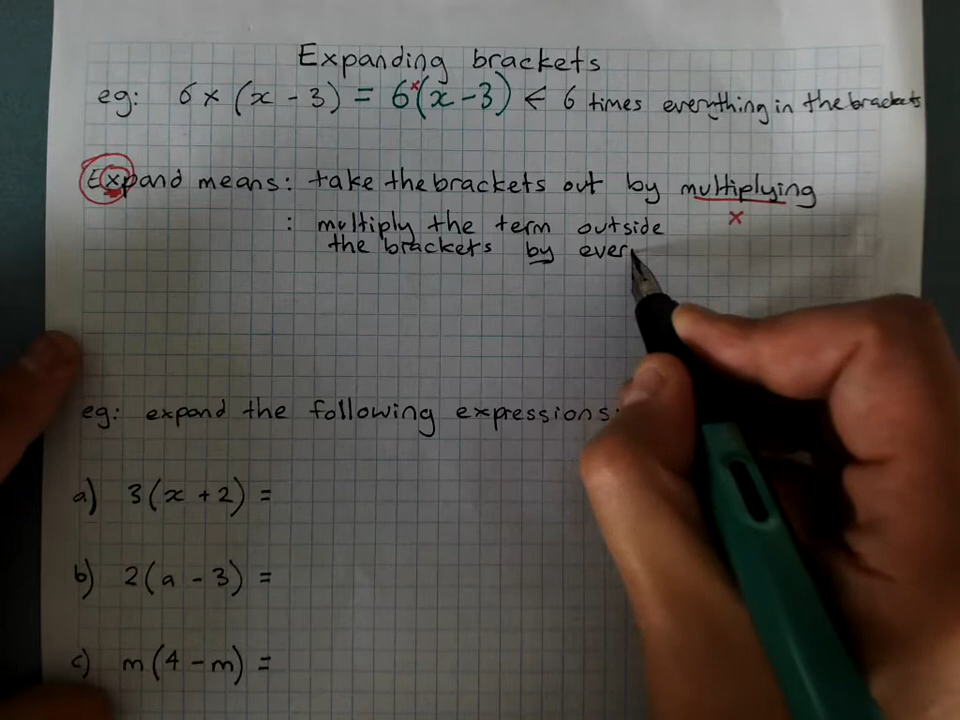 Expanding brackets
eg: 6 × (x - 3) = 6×(x - 3) ← 6 times everything in the brackets
Expand means: take the brackets out by multiplying
×
: multiply the term outside
the brackets by ever
eg: expand the following expressions:
a) 3(x + 2) =
b) 2(a - 3) =
c) m(4 - m) =